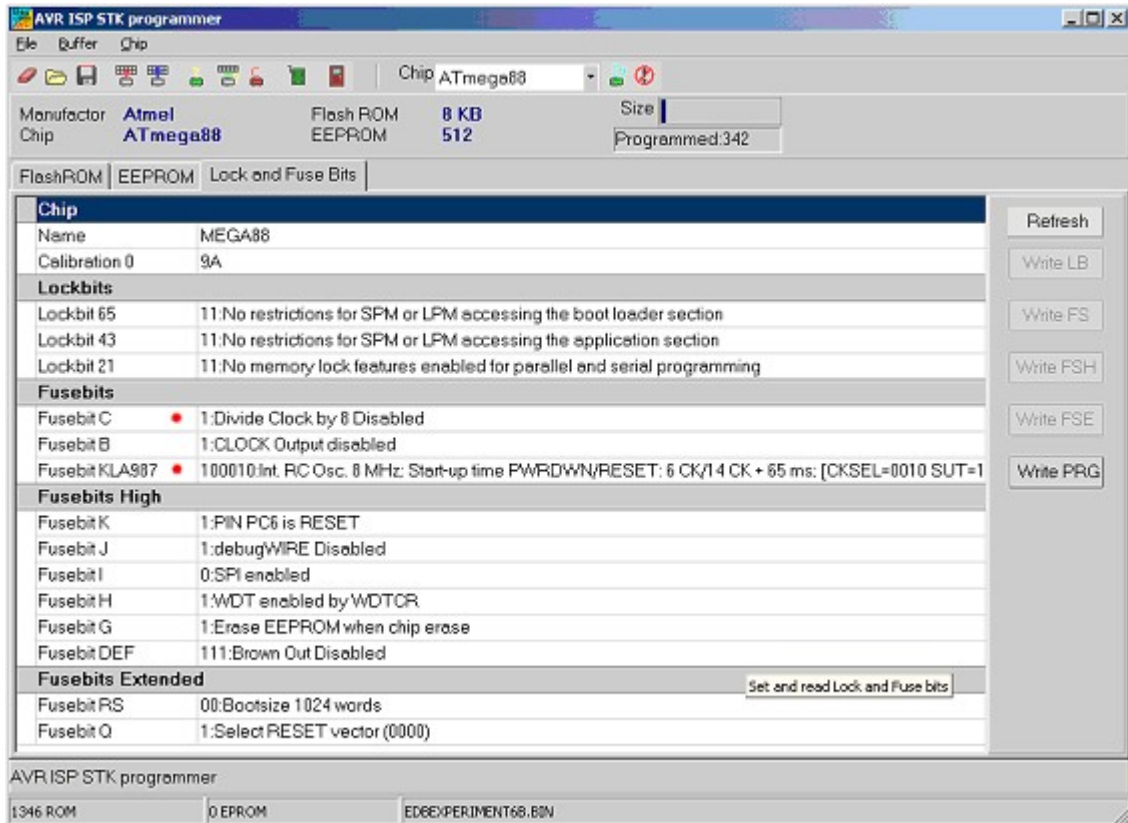 AVR ISP STK programmer
File Buffer Chip
Chip ATmega88
Manufactor Atmel Flash ROM 8 KB Size
Chip ATmega88 EEPROM 512 Programmed:342
FlashROM EEPROM Lock and Fuse Bits
Chip
Refresh
Name MEGA88
Calibration 0 9A
Write LB
Lockbits
Lockbit 65 11:No restrictions for SPM or LPM accessing the boot loader section
Write FS
Lockbit 43 11:No restrictions for SPM or LPM accessing the application section
Lockbit 21 11:No memory lock features enabled for parallel and serial programming
Write FSH
Fusebits
Fusebit C 1:Divide Clock by 8 Disabled
Write FSE
Fusebit B 1:CLOCK Output disabled
Fusebit KLA987 100010:Int. RC Osc. 8 MHz; Start-up time PWRDWN/RESET: 6 CK/14 CK + 65 ms; [CKSEL=0010 SUT=1
Write PRG
Fusebits High
Fusebit K 1:PIN PC6 is RESET
Fusebit J 1:debugWIRE Disabled
Fusebit I 0:SPI enabled
Fusebit H 1:WDT enabled by WDTCR
Fusebit G 1:Erase EEPROM when chip erase
Fusebit DEF 111:Brown Out Disabled
Fusebits Extended
Set and read Lock and Fuse bits
Fusebit RS 00:Bootsize 1024 words
Fusebit Q 1:Select RESET vector (0000)
AVR ISP STK programmer
1346 ROM 0 EPROM EDBEXPERIMENT6B.BIN